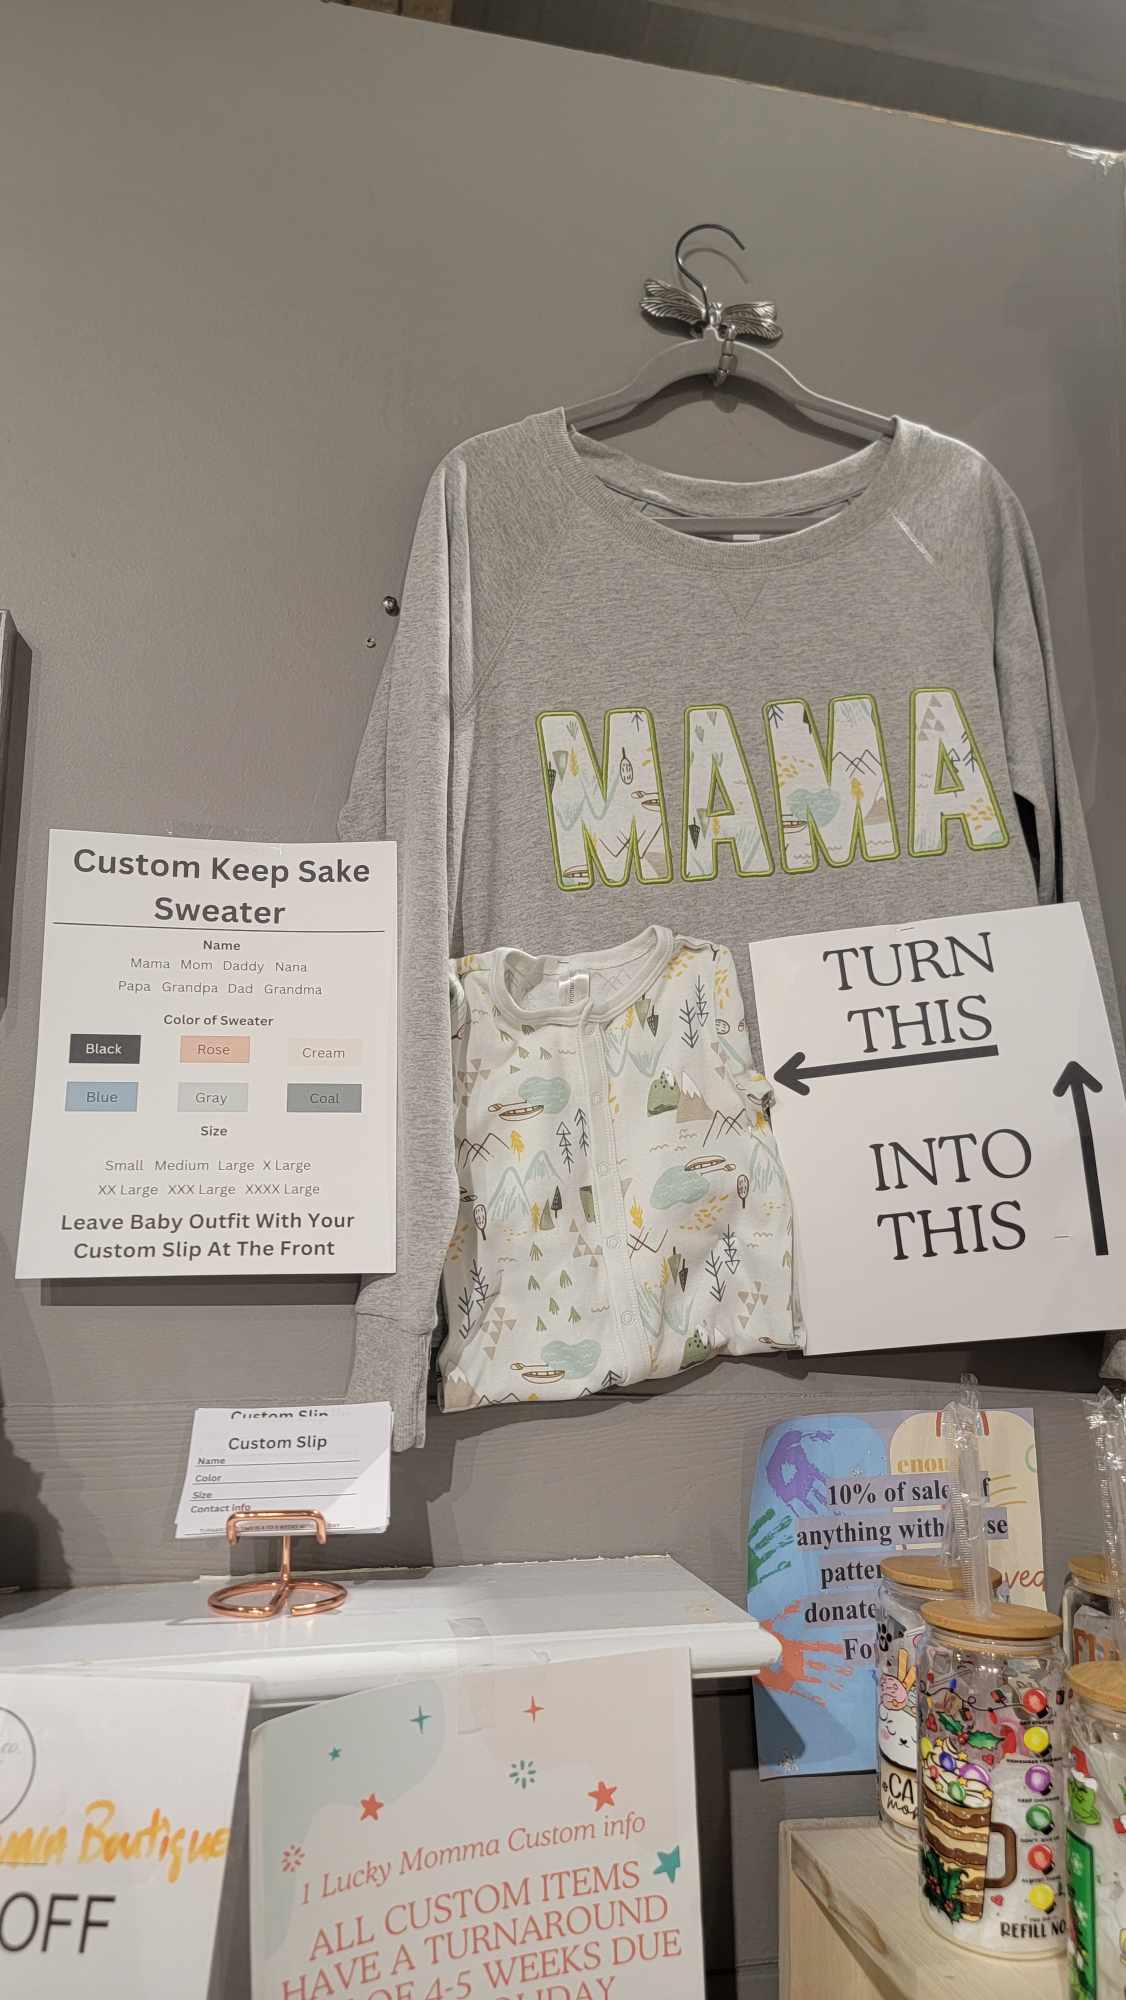 MAMA
Custom Keep Sake
Sweater
Name
Mama Mom Daddy Nana
Papa Grandpa Dad Grandma
Color of Sweater
Black Rose Cream
Blue Gray Coal
Size
Small Medium Large X Large
XX Large XXX Large XXXX Large
Leave Baby Outfit With Your
Custom Slip At The Front
TURN
THIS
INTO
THIS
Custom Slip
Custom Slip
Name
Color
Size
Contact info
10% of
anything with
donate
1 Lucky Momma Custom info
ALL CUSTOM ITEMS
HAVE A TURNAROUND
OF 4-5 WEEKS DUE
Boutique
OFF
REFILL